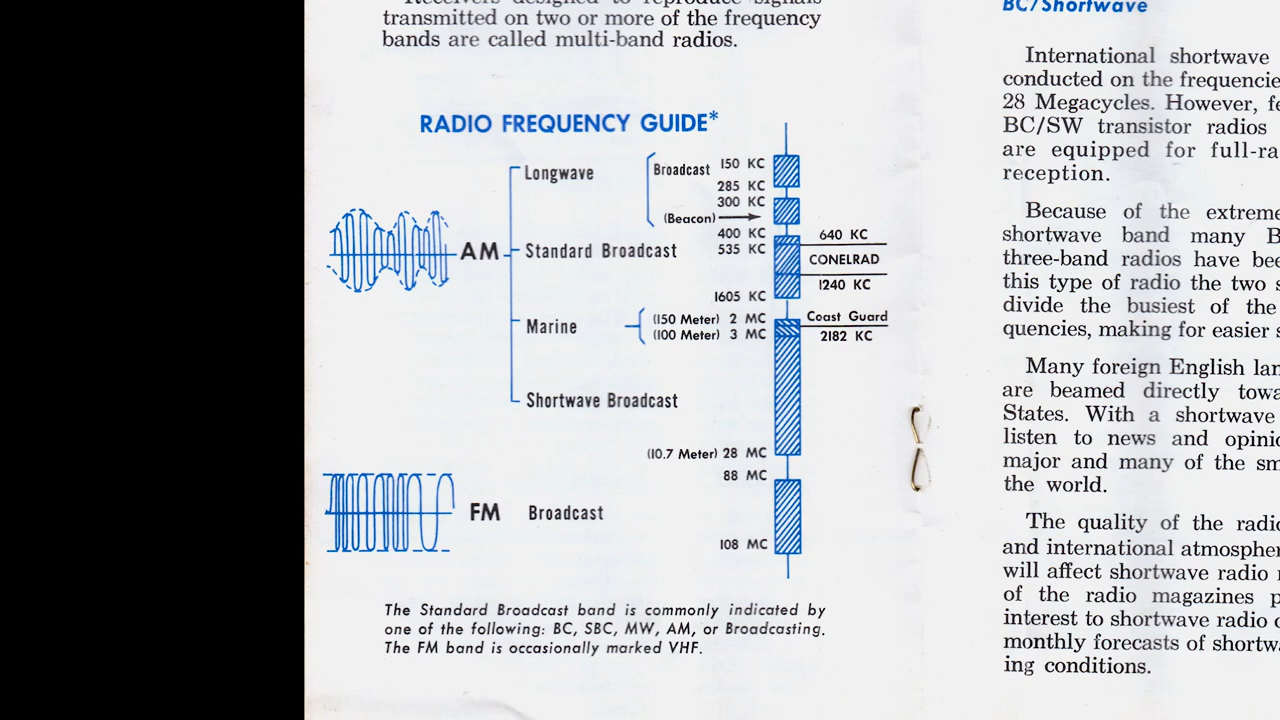 Receivers designed to reproduce signals
transmitted on two or more of the frequency
bands are called multi-band radios.
RADIO FREQUENCY GUIDE*
AM
Longwave
Broadcast
150 KC
285 KC
300 KC
(Beacon)
400 KC
Standard Broadcast
535 KC
640 KC
CONELRAD
1240 KC
1605 KC
Marine
(150 Meter) 2 MC
(100 Meter) 3 MC
Coast Guard
2182 KC
Shortwave Broadcast
(10.7 Meter) 28 MC
88 MC
FM Broadcast
108 MC
The Standard Broadcast band is commonly indicated by
one of the following: BC, SBC, MW, AM, or Broadcasting.
The FM band is occasionally marked VHF.
BC/Shortwave
International shortwave
conducted on the frequencie
28 Megacycles. However, fe
BC/SW transistor radios
are equipped for full-ra
reception.
Because of the extreme
shortwave band many B
three-band radios have bee
this type of radio the two s
divide the busiest of the
quencies, making for easier s
Many foreign English lan
are beamed directly towa
States. With a shortwave
listen to news and opinio
major and many of the sm
the world.
The quality of the radio
and international atmospher
will affect shortwave radio r
of the radio magazines p
interest to shortwave radio o
monthly forecasts of shortwa
ing conditions.